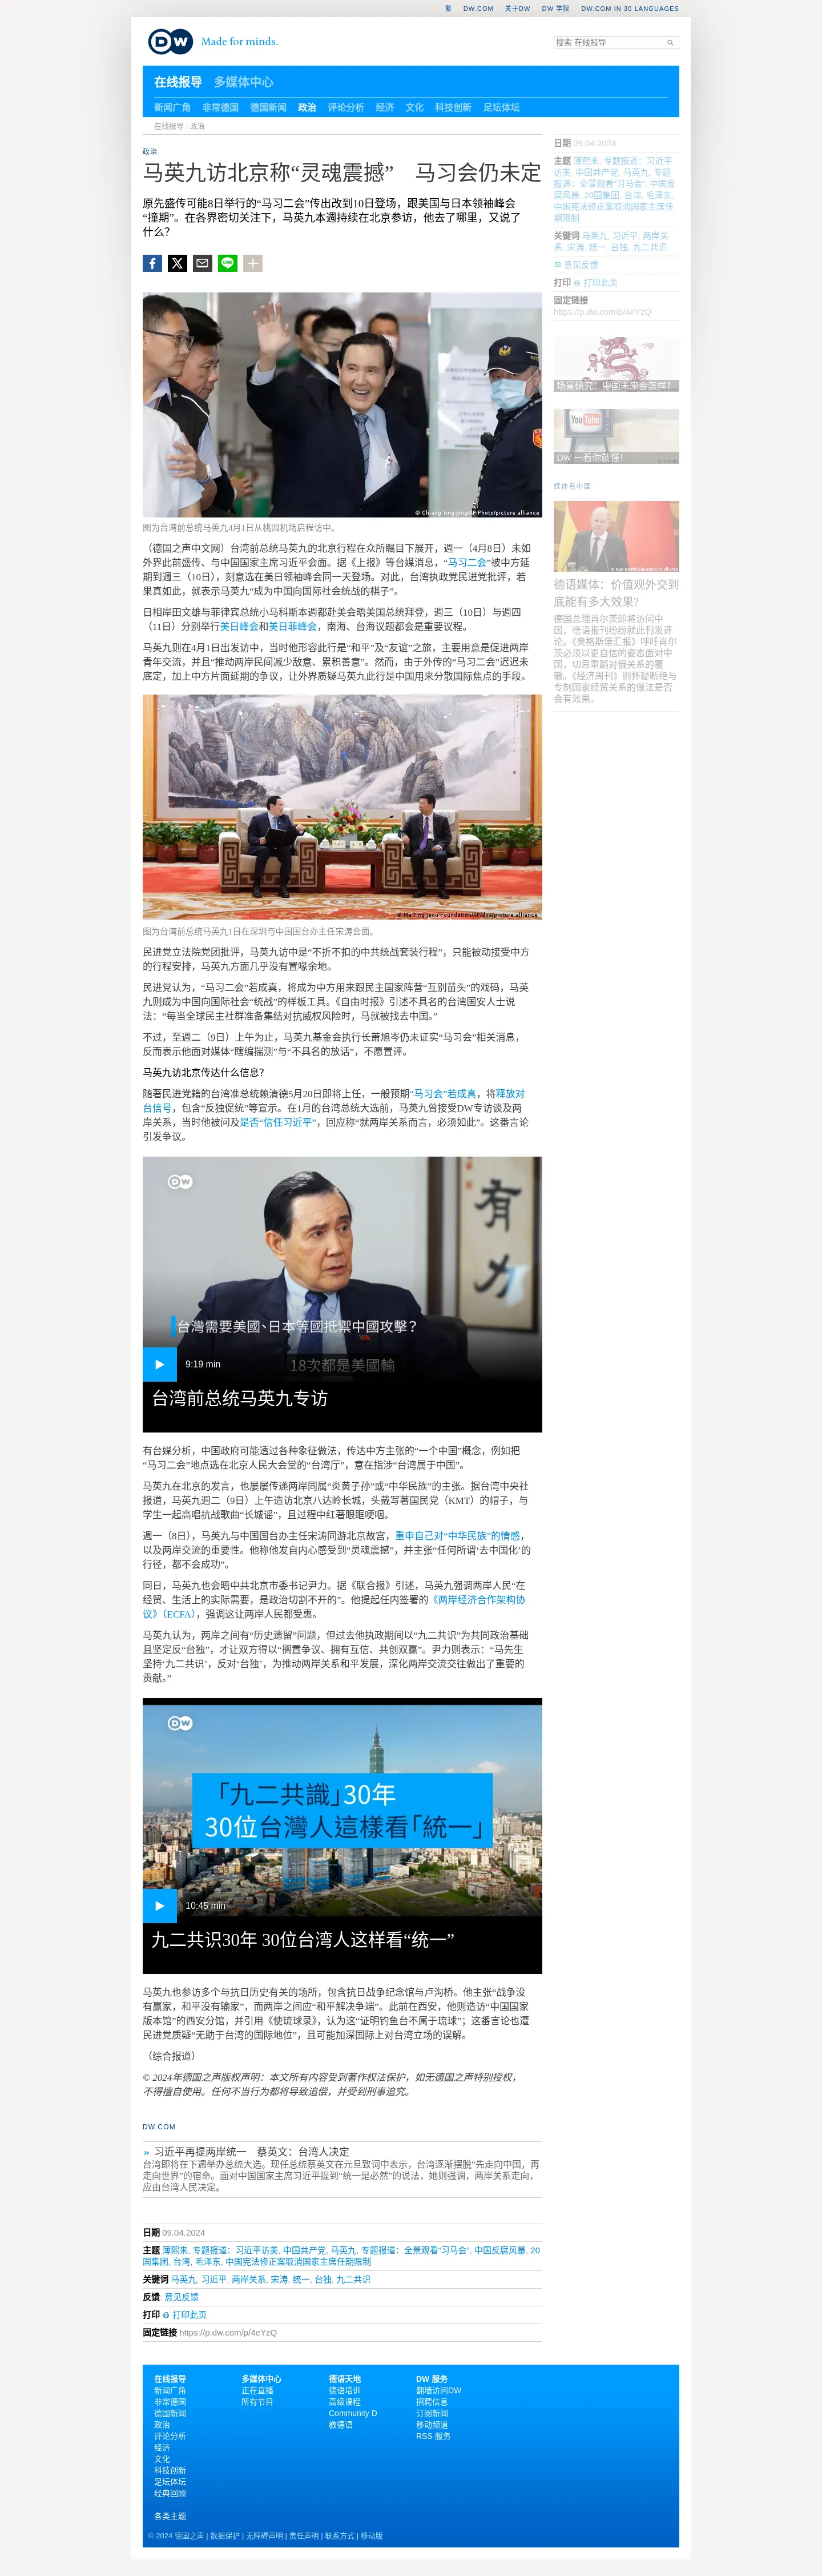 繁 DW.COM 关于DW DW 学院 DW.COM IN 30 LANGUAGES
DW Made for minds.
搜索 在线报导
在线报导 多媒体中心
新闻广角 非常德国 德国新闻 政治 评论分析 经济 文化 科技创新 足坛体坛
在线报导 / 政治
政治
马英九访北京称“灵魂震撼” 马习会仍未定
原先盛传可能8日举行的“马习二会”传出改到10日登场，跟美国与日本领袖峰会
“撞期”。在各界密切关注下，马英九本週持续在北京参访，他去了哪里，又说了
什么？
© Chiang Ying-ying/AP Photo/picture alliance
图为台湾前总统马英九4月1日从桃园机场启程访中。
（德国之声中文网）台湾前总统马英九的北京行程在众所瞩目下展开，週一（4月8日）未如
外界此前盛传、与中国国家主席习近平会面。据《上报》等台媒消息，“马习二会”被中方延
期到週三（10日），刻意选在美日领袖峰会同一天登场。对此，台湾执政党民进党批评，若
果真如此，就表示马英九“成为中国向国际社会统战的棋子”。
日相岸田文雄与菲律宾总统小马科斯本週都赴美会晤美国总统拜登，週三（10日）与週四
（11日）分别举行美日峰会和美日菲峰会，南海、台海议题都会是重要议程。
马英九则在4月1日出发访中，当时他形容此行是“和平”及“友谊”之旅，主要用意是促进两岸
青年交流，并且“推动两岸民间减少敌意、累积善意”。然而，由于外传的“马习二会”迟迟未
底定，加上中方片面延期的争议，让外界质疑马英九此行是中国用来分散国际焦点的手段。
© Ma Ying-jeou Foundation/AP/dpa/picture alliance
图为台湾前总统马英九1日在深圳与中国国台办主任宋涛会面。
民进党立法院党团批评，马英九访中是“不折不扣的中共统战套装行程”，只能被动接受中方
的行程安排，马英九方面几乎没有置喙余地。
民进党认为，“马习二会”若成真，将成为中方用来跟民主国家阵营“互别苗头”的戏码，马英
九则成为中国向国际社会“统战”的样板工具。《自由时报》引述不具名的台湾国安人士说
法：“每当全球民主社群准备集结对抗威权风险时，马就被找去中国。”
不过，至週二（9日）上午为止，马英九基金会执行长萧旭岑仍未证实“马习会”相关消息，
反而表示他面对媒体“瞎编揣测”与“不具名的放话”，不愿置评。
马英九访北京传达什么信息？
随著民进党籍的台湾准总统赖清德5月20日即将上任，一般预期“马习会”若成真，将释放对
台信号，包含“反独促统”等宣示。在1月的台湾总统大选前，马英九曾接受DW专访谈及两
岸关系，当时他被问及是否“信任习近平”，回应称“就两岸关系而言，必须如此”。这番言论
引发争议。
DW
有
力
台灣需要美國、日本等國抵禦中國攻擊？
18次都是美國輪
9:19 min
台湾前总统马英九专访
有台媒分析，中国政府可能透过各种象征做法，传达中方主张的“一个中国”概念，例如把
“马习二会”地点选在北京人民大会堂的“台湾厅”，意在指涉“台湾属于中国”。
马英九在北京的发言，也屡屡传递两岸同属“炎黄子孙”或“中华民族”的主张。据台湾中央社
报道，马英九週二（9日）上午造访北京八达岭长城，头戴写著国民党（KMT）的帽子，与
学生一起高唱抗战歌曲“长城谣”，且过程中红著眼眶哽咽。
週一（8日），马英九与中国国台办主任宋涛同游北京故宫，重申自己对“中华民族”的情感，
以及两岸交流的重要性。他称他发自内心感受到“灵魂震撼”，并主张“任何所谓‘去中国化’的
行径，都不会成功”。
同日，马英九也会晤中共北京市委书记尹力。据《联合报》引述，马英九强调两岸人民“在
经贸、生活上的实际需要，是政治切割不开的”。他提起任内签署的《两岸经济合作架构协
议》（ECFA），强调这让两岸人民都受惠。
马英九认为，两岸之间有“历史遗留”问题，但过去他执政期间以“九二共识”为共同政治基础
且坚定反“台独”，才让双方得以“搁置争议、拥有互信、共创双赢”。尹力则表示：“马先生
坚持‘九二共识’，反对‘台独’，为推动两岸关系和平发展，深化两岸交流交往做出了重要的
贡献。”
DW
「九二共識」30年
30位台灣人這樣看「統一」
10:45 min
九二共识30年 30位台湾人这样看“统一”
马英九也参访多个与抗日历史有关的场所，包含抗日战争纪念馆与卢沟桥。他主张“战争没
有赢家，和平没有输家”，而两岸之间应“和平解决争端”。此前在西安，他则造访“中国国家
版本馆”的西安分馆，并引用《使琉球录》，认为这“证明钓鱼台不属于琉球”；这番言论也遭
民进党质疑“无助于台湾的国际地位”，且可能加深国际上对台湾立场的误解。
（综合报道）
© 2024年德国之声版权声明：本文所有内容受到著作权法保护，如无德国之声特别授权，
不得擅自使用。任何不当行为都将导致追偿，并受到刑事追究。
DW.COM
» 习近平再提两岸统一 蔡英文：台湾人决定
台湾即将在下週举办总统大选。现任总统蔡英文在元旦致词中表示，台湾逐渐摆脱“先走向中国，再
走向世界”的宿命。面对中国国家主席习近平提到“统一是必然”的说法，她则强调，两岸关系走向，
应由台湾人民决定。
日期 09.04.2024
主题 薄熙来, 专题报道：习近平访美, 中国共产党, 马英九, 专题报道：全景观看“习马会”, 中国反腐风暴, 20
国集团, 台湾, 毛泽东, 中国宪法修正案取消国家主席任期限制
关键词 马英九, 习近平, 两岸关系, 宋涛, 统一, 台独, 九二共识
反馈: 意见反馈
打印 打印此页
固定链接 https://p.dw.com/p/4eYzQ
日期 09.04.2024
主题 薄熙来, 专题报道：习近平
访美, 中国共产党, 马英九, 专题
报道：全景观看“习马会”, 中国反
腐风暴, 20国集团, 台湾, 毛泽东,
中国宪法修正案取消国家主席任
期限制
关键词 马英九, 习近平, 两岸关
系, 宋涛, 统一, 台独, 九二共识
意见反馈
打印 打印此页
固定链接
https://p.dw.com/p/4eYzQ
场景研究：中国未来会怎样？
YouTube
DW 一看你就懂！
媒体看中国
德语媒体：价值观外交到
底能有多大效果?
德国总理肖尔茨即将访问中
国，德语报刊纷纷就此刊发评
论。《奥格斯堡汇报》呼吁肖尔
茨必须以更自信的姿态面对中
国，切忌重蹈对俄关系的覆
辙。《经济周刊》则怀疑断绝与
专制国家经贸关系的做法是否
会有效果。
在线报导 多媒体中心 德语天地 DW 服务
新闻广角 正在直播 德语培训 翻墙访问DW
非常德国 所有节目 高级课程 招聘信息
德国新闻 Community D 订阅新闻
政治 教德语 移动频道
评论分析 RSS 服务
经济
文化
科技创新
足坛体坛
经典回顾
各类主题
© 2024 德国之声 | 数据保护 | 无障碍声明 | 责任声明 | 联系方式 | 移动版